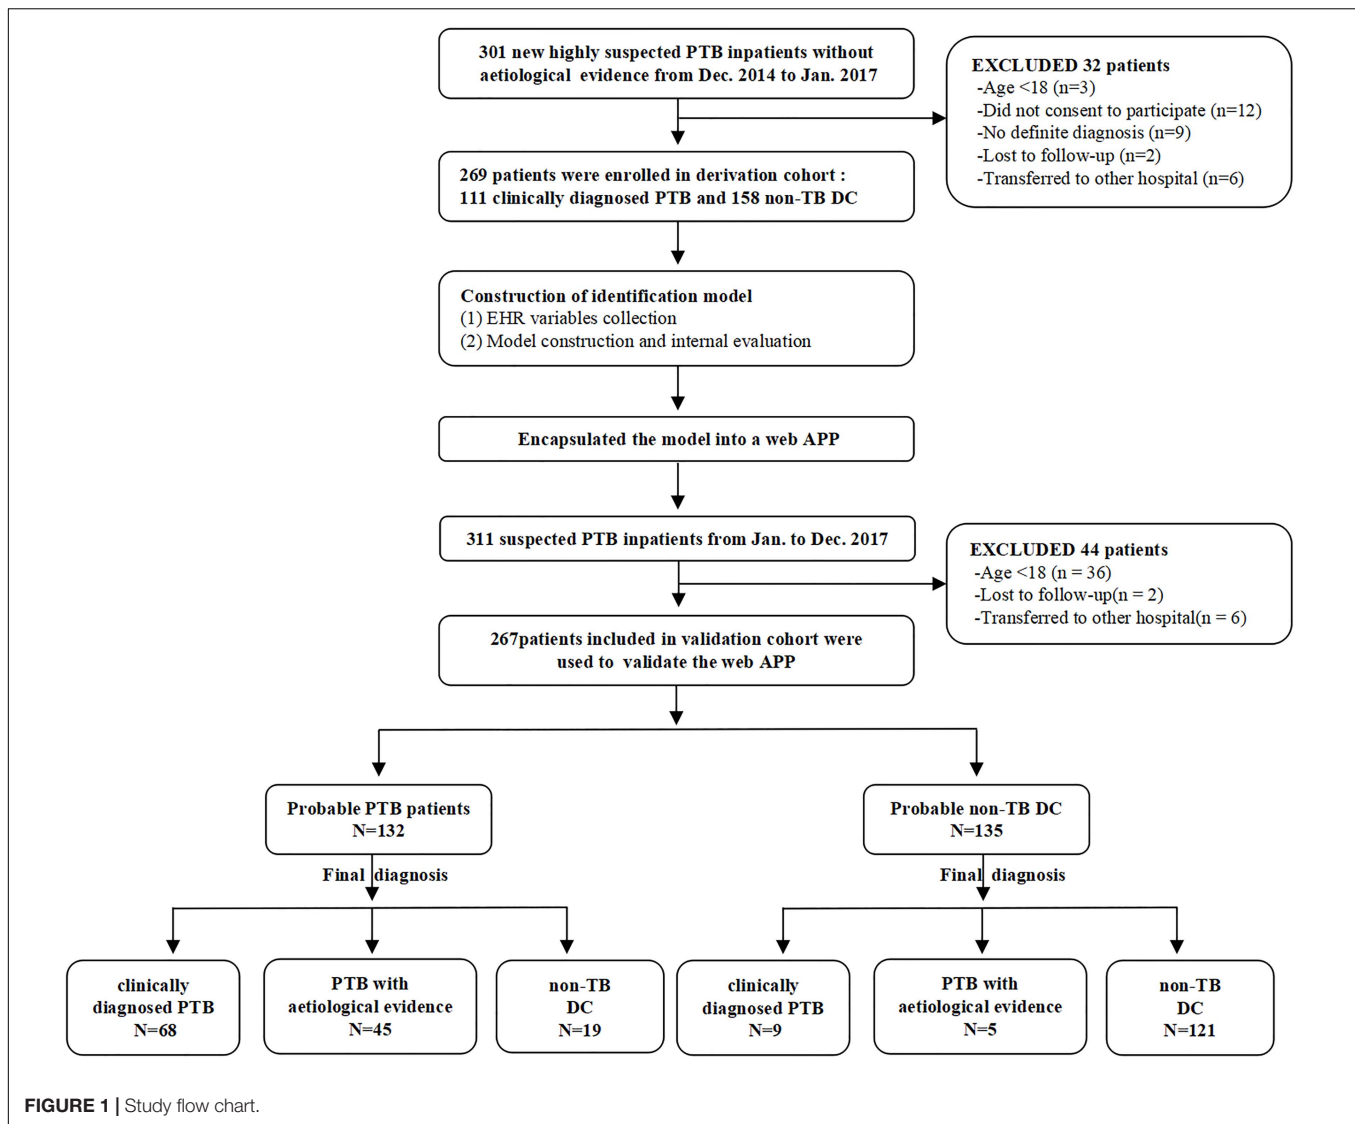 301 new highly suspected PTB inpatients without
aetiological evidence from Dec. 2014 to Jan. 2017
EXCLUDED 32 patients
-Age <18 (n=3)
-Did not consent to participate (n=12)
-No definite diagnosis (n=9)
-Lost to follow-up (n=2)
-Transferred to other hospital (n=6)
269 patients were enrolled in derivation cohort :
111 clinically diagnosed PTB and 158 non-TB DC
Construction of identification model
(1) EHR variables collection
(2) Model construction and internal evaluation
Encapsulated the model into a web APP
311 suspected PTB inpatients from Jan. to Dec. 2017
EXCLUDED 44 patients
-Age <18 (n = 36)
-Lost to follow-up(n = 2)
-Transferred to other hospital(n = 6)
267patients included in validation cohort were
used to validate the web APP
Probable PTB patients
N=132
Probable non-TB DC
N=135
Final diagnosis
Final diagnosis
clinically
diagnosed PTB
N=68
PTB with
aetiological evidence
N=45
non-TB
DC
N=19
clinically
diagnosed PTB
N=9
PTB with
aetiological evidence
N=5
non-TB
DC
N=121
FIGURE 1 | Study flow chart.